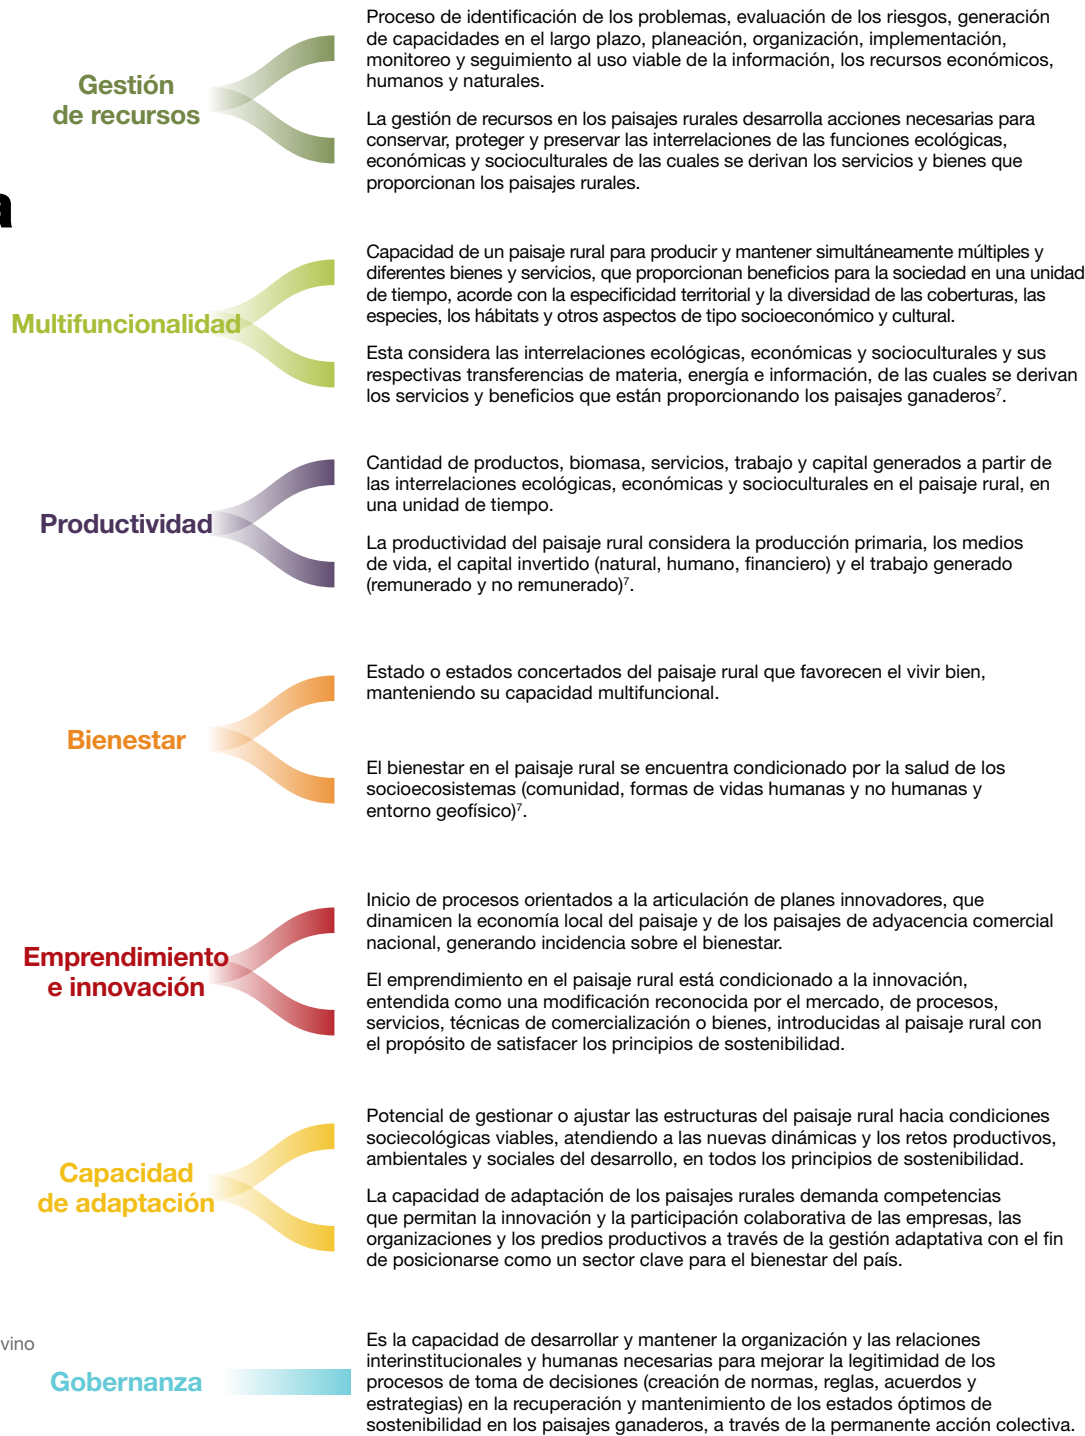 Proceso de identificación de los problemas, evaluación de los riesgos, generación
de capacidades en el largo plazo, planeación, organización, implementación,
monitoreo y seguimiento al uso viable de la información, los recursos económicos,
humanos y naturales.
Gestión
de recursos
La gestión de recursos en los paisajes rurales desarrolla acciones necesarias para
conservar, proteger y preservar las interrelaciones de las funciones ecológicas,
económicas y socioculturales de las cuales se derivan los servicios y bienes que
proporcionan los paisajes rurales.
a
Capacidad de un paisaje rural para producir y mantener simultáneamente múltiples y
diferentes bienes y servicios, que proporcionan beneficios para la sociedad en una unidad
de tiempo, acorde con la especificidad territorial y la diversidad de las coberturas, las
especies, los hábitats y otros aspectos de tipo socioeconómico y cultural.
Multifuncionalidad
Esta considera las interrelaciones ecológicas, económicas y socioculturales y sus
respectivas transferencias de materia, energía e información, de las cuales se derivan
los servicios y beneficios que están proporcionando los paisajes ganaderos7.
Cantidad de productos, biomasa, servicios, trabajo y capital generados a partir de
las interrelaciones ecológicas, económicas y socioculturales en el paisaje rural, en
una unidad de tiempo.
Productividad
La productividad del paisaje rural considera la producción primaria, los medios
de vida, el capital invertido (natural, humano, financiero) y el trabajo generado
(remunerado y no remunerado)7.
Estado o estados concertados del paisaje rural que favorecen el vivir bien,
manteniendo su capacidad multifuncional.
Bienestar
El bienestar en el paisaje rural se encuentra condicionado por la salud de los
socioecosistemas (comunidad, formas de vidas humanas y no humanas y
entorno geofísico)7.
Inicio de procesos orientados a la articulación de planes innovadores, que
dinamicen la economía local del paisaje y de los paisajes de adyacencia comercial
nacional, generando incidencia sobre el bienestar.
Emprendimiento
e innovación
El emprendimiento en el paisaje rural está condicionado a la innovación,
entendida como una modificación reconocida por el mercado, de procesos,
servicios, técnicas de comercialización o bienes, introducidas al paisaje rural con
el propósito de satisfacer los principios de sostenibilidad.
Potencial de gestionar o ajustar las estructuras del paisaje rural hacia condiciones
sociecológicas viables, atendiendo a las nuevas dinámicas y los retos productivos,
ambientales y sociales del desarrollo, en todos los principios de sostenibilidad.
Capacidad
de adaptación
La capacidad de adaptación de los paisajes rurales demanda competencias
que permitan la innovación y la participación colaborativa de las empresas, las
organizaciones y los predios productivos a través de la gestión adaptativa con el fin
de posicionarse como un sector clave para el bienestar del país.
vino
Gobernanza
Es la capacidad de desarrollar y mantener la organización y las relaciones
interinstitucionales y humanas necesarias para mejorar la legitimidad de los
procesos de toma de decisiones (creación de normas, reglas, acuerdos y
estrategias) en la recuperación y mantenimiento de los estados óptimos de
sostenibilidad en los paisajes ganaderos, a través de la permanente acción colectiva.